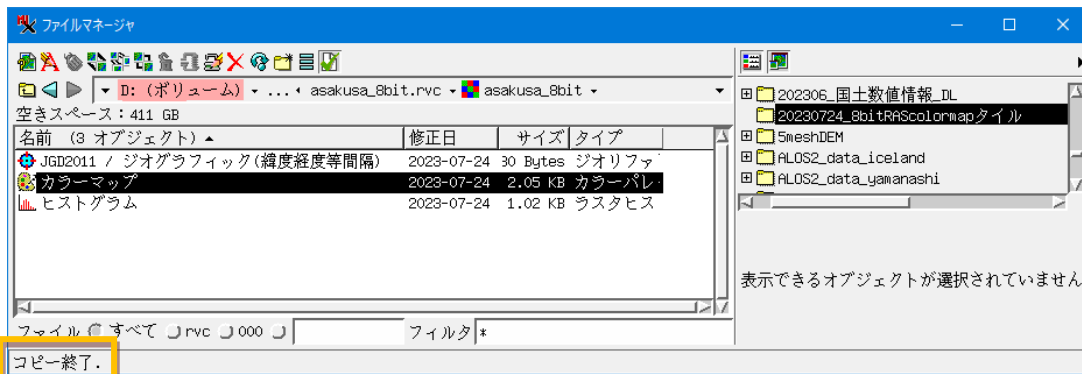 ファイルマネージャ
D: (ボリューム) ... asakusa_8bit.rvc asakusa_8bit
空きスペース：411 GB
名前 (3 オブジェクト) 修正日 サイズ タイプ
JGD2011 / ジオグラフィック(緯度経度等間隔) 2023-07-24 30 Bytes ジオリファ
カラーマップ 2023-07-24 2.05 KB カラーパレ
ヒストグラム 2023-07-24 1.02 KB ラスタヒス
ファイル すべて rvc 000 フィルタ *
コピー終了.
202306_国土数値情報_DL
20230724_8bitRAScolormapタイル
5meshDEM
ALOS2_data_iceland
ALOS2_data_yamanashi
表示できるオブジェクトが選択されていません